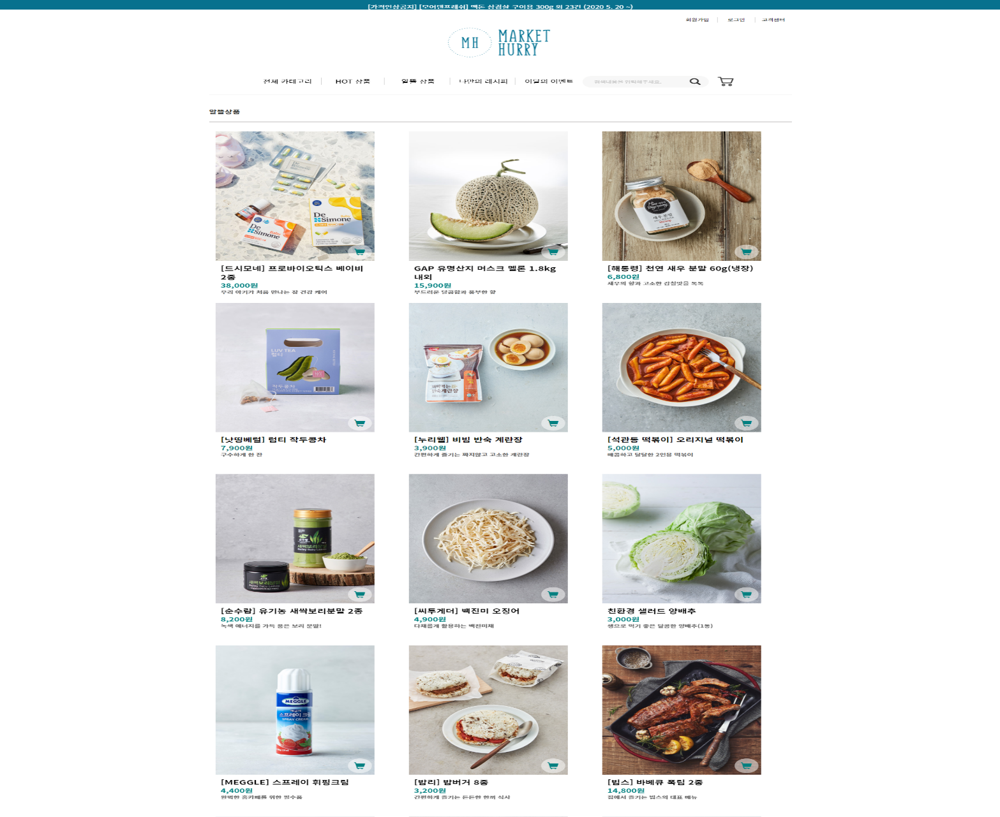 [가격인상공지] [모어댄프레쉬] 맥돈 삼겹살 구이용 300g 외 23건 (2020 5. 20 ~)
회원가입 로그인 고객센터
MH MARKET HURRY
전체 카테고리 HOT 상품 알뜰 상품 나만의 레시피 이달의 이벤트 검색내용을 입력해주세요.
알뜰상품
De Simone Baby
De Simone Baby
새우분말
[드시모네] 프로바이오틱스 베이비 2종
38,000원
우리 아기가 처음 만나는 장 건강 케어
GAP 유명산지 머스크 멜론 1.8kg 내외
15,900원
부드러운 달콤함과 풍부한 향
[해통령] 천연 새우 분말 60g(냉장)
6,800원
새우의 향과 고소한 감칠맛을 톡톡
LUV TEA
럽티
작두콩차
반숙계란장
[낫띵베럴] 럽티 작두콩차
7,900원
구수하게 한 잔
[누리웰] 비빔 반숙 계란장
3,900원
간편하게 즐기는 짜지않고 고소한 계란장
[석관동 떡볶이] 오리지널 떡볶이
5,000원
매콤하고 달달한 2인용 떡볶이
새싹보리분말
새싹보리분말
[순수람] 유기농 새싹보리분말 2종
8,200원
녹색 에너지를 가득 품은 보리 분말!
[씨투게더] 백진미 오징어
4,900원
다채롭게 활용하는 백진미채
친환경 샐러드 양배추
3,000원
생으로 먹기 좋은 달콤한 양배추(1통)
MEGGLE
스프레이 크림
SPRAY CREAM
[MEGGLE] 스프레이 휘핑크림
4,400원
완벽한 홈카페를 위한 필수품
[밥리] 밥버거 8종
3,200원
간편하게 즐기는 든든한 한끼 식사
[빕스] 바베큐 폭립 2종
14,800원
집에서 즐기는 빕스의 대표 메뉴